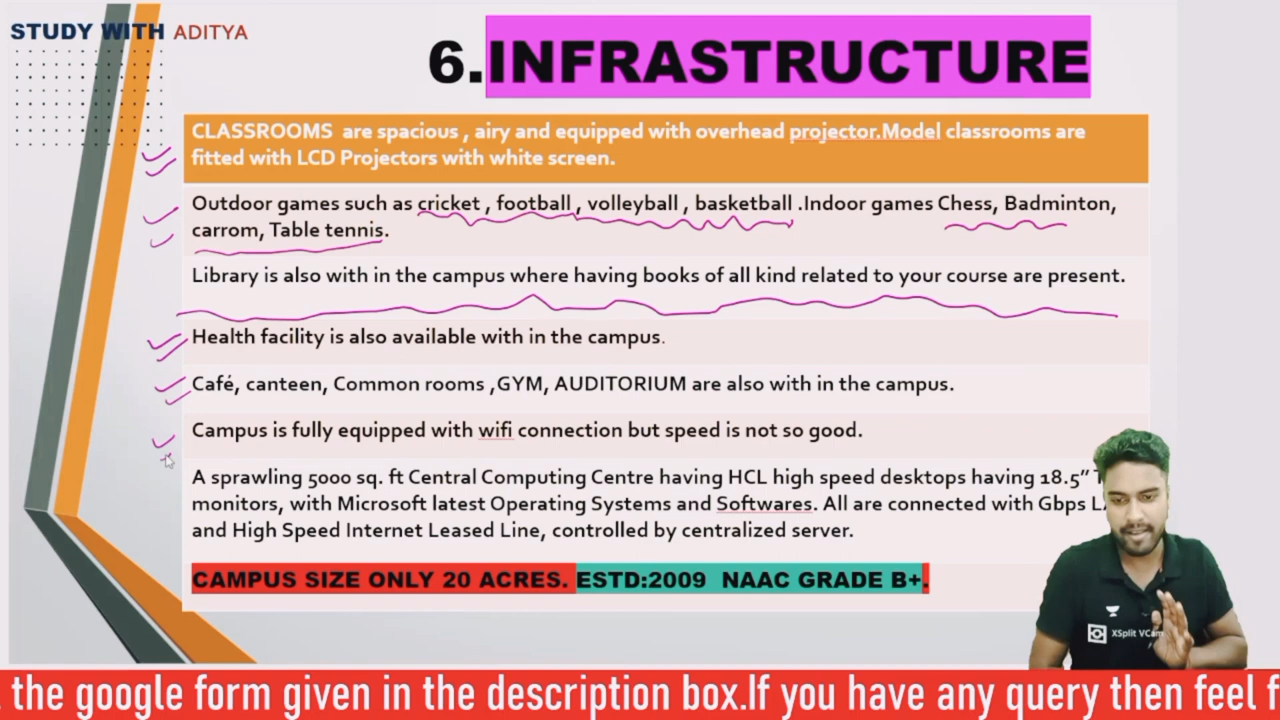 STUDY WITH ADITYA
6.INFRASTRUCTURE
CLASSROOMS are spacious , airy and equipped with overhead projector.Model classrooms are
fitted with LCD Projectors with white screen.
Outdoor games such as cricket , football , volleyball , basketball .Indoor games Chess, Badminton,
carrom, Table tennis.
Library is also with in the campus where having books of all kind related to your course are present.
Health facility is also available with in the campus.
Café, canteen, Common rooms ,GYM, AUDITORIUM are also with in the campus.
Campus is fully equipped with wifi connection but speed is not so good.
A sprawling 5000 sq. ft Central Computing Centre having HCL high speed desktops having 18.5”
monitors, with Microsoft latest Operating Systems and Softwares. All are connected with Gbps
and High Speed Internet Leased Line, controlled by centralized server.
CAMPUS SIZE ONLY 20 ACRES. ESTD:2009 NAAC GRADE B+.
XSplit VCam
the google form given in the description box.If you have any query then feel